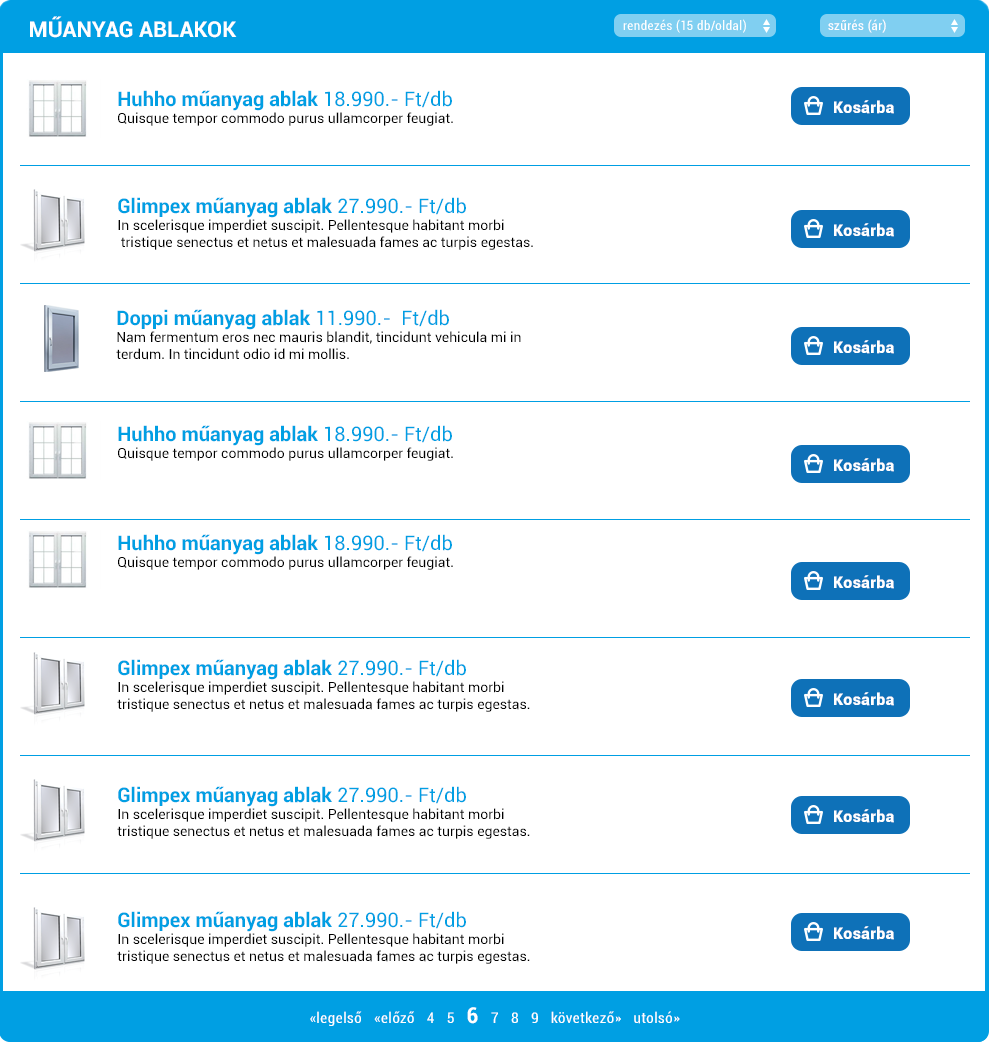 MŰANYAG ABLAKOK
rendezés (15 db/oldal)
szűrés (ár)
Huhho műanyag ablak 18.990.- Ft/db
Quisque tempor commodo purus ullamcorper feugiat.
Kosárba
Glimpex műanyag ablak 27.990.- Ft/db
In scelerisque imperdiet suscipit. Pellentesque habitant morbi
tristique senectus et netus et malesuada fames ac turpis egestas.
Kosárba
Doppi műanyag ablak 11.990.- Ft/db
Nam fermentum eros nec mauris blandit, tincidunt vehicula mi in
terdum. In tincidunt odio id mi mollis.
Kosárba
Huhho műanyag ablak 18.990.- Ft/db
Quisque tempor commodo purus ullamcorper feugiat.
Kosárba
Huhho műanyag ablak 18.990.- Ft/db
Quisque tempor commodo purus ullamcorper feugiat.
Kosárba
Glimpex műanyag ablak 27.990.- Ft/db
In scelerisque imperdiet suscipit. Pellentesque habitant morbi
tristique senectus et netus et malesuada fames ac turpis egestas.
Kosárba
Glimpex műanyag ablak 27.990.- Ft/db
In scelerisque imperdiet suscipit. Pellentesque habitant morbi
tristique senectus et netus et malesuada fames ac turpis egestas.
Kosárba
Glimpex műanyag ablak 27.990.- Ft/db
In scelerisque imperdiet suscipit. Pellentesque habitant morbi
tristique senectus et netus et malesuada fames ac turpis egestas.
Kosárba
«legelső «előző 4 5 6 7 8 9 következő» utolsó»